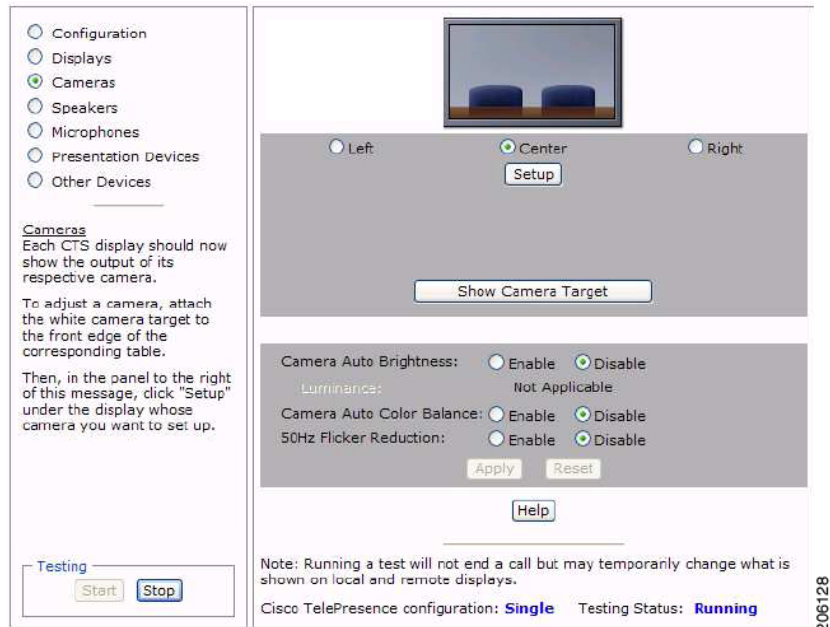 Configuration
Displays
Cameras
Speakers
Microphones
Presentation Devices
Other Devices
Cameras
Each CTS display should now
show the output of its
respective camera.
To adjust a camera, attach
the white camera target to
the front edge of the
corresponding table.
Then, in the panel to the right
of this message, click "Setup"
under the display whose
camera you want to set up.
Testing
Start Stop
Left Center Right
Setup
Show Camera Target
Camera Auto Brightness: Enable Disable
Luminance: Not Applicable
Camera Auto Color Balance: Enable Disable
50Hz Flicker Reduction: Enable Disable
Apply Reset
Help
Note: Running a test will not end a call but may temporarily change what is
shown on local and remote displays.
Cisco TelePresence configuration: Single Testing Status: Running
206128